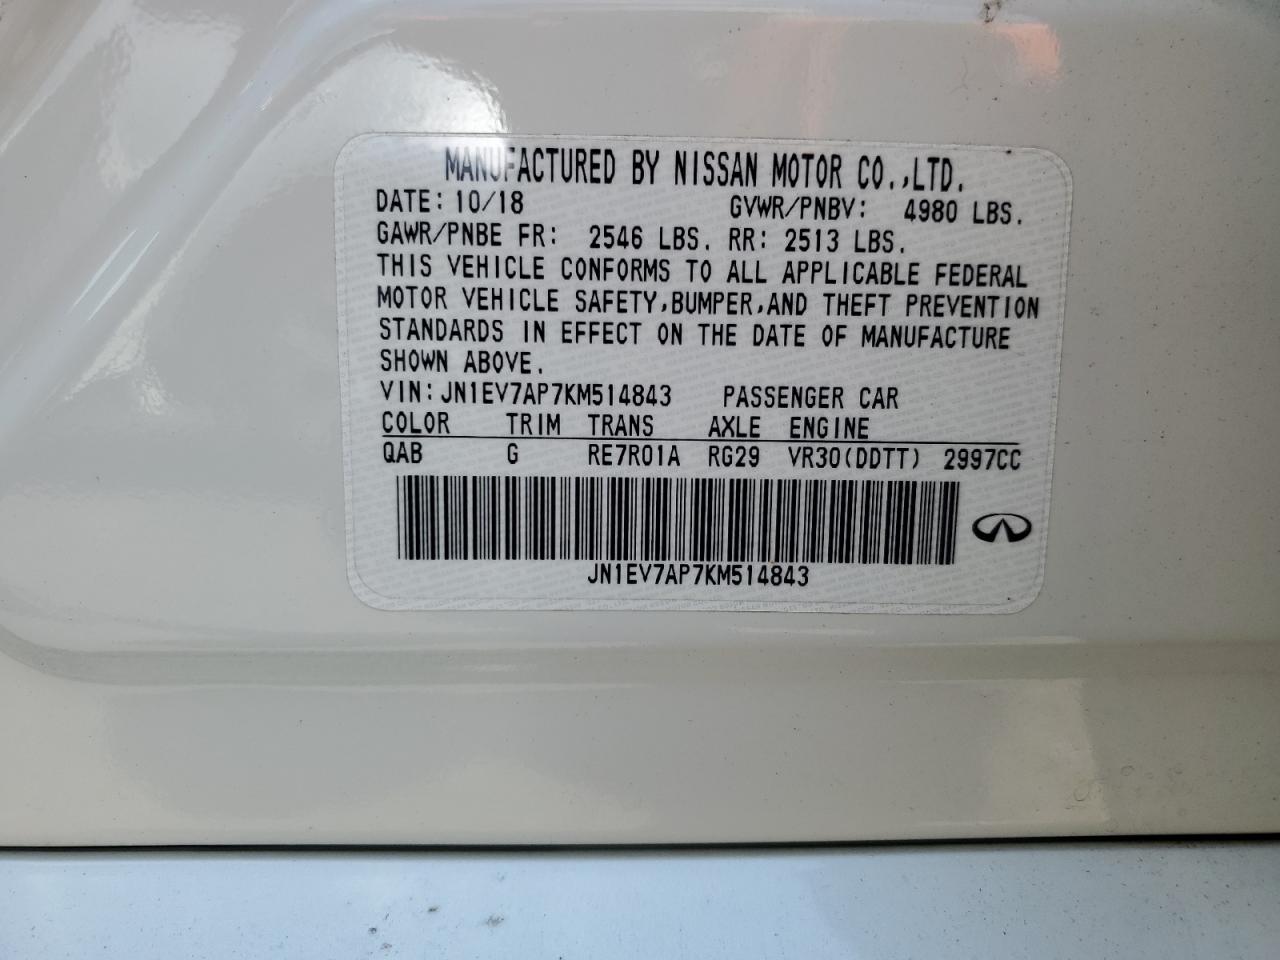 MANUFACTURED BY NISSAN MOTOR CO.,LTD.
DATE: 10/18 GVWR/PNBV: 4980 LBS.
GAWR/PNBE FR: 2546 LBS. RR: 2513 LBS.
THIS VEHICLE CONFORMS TO ALL APPLICABLE FEDERAL
MOTOR VEHICLE SAFETY,BUMPER,AND THEFT PREVENTION
STANDARDS IN EFFECT ON THE DATE OF MANUFACTURE
SHOWN ABOVE.
VIN: JN1EV7AP7KM514843 PASSENGER CAR
COLOR TRIM TRANS AXLE ENGINE
QAB G RE7R01A RG29 VR30(DDTT) 2997CC
JN1EV7AP7KM514843